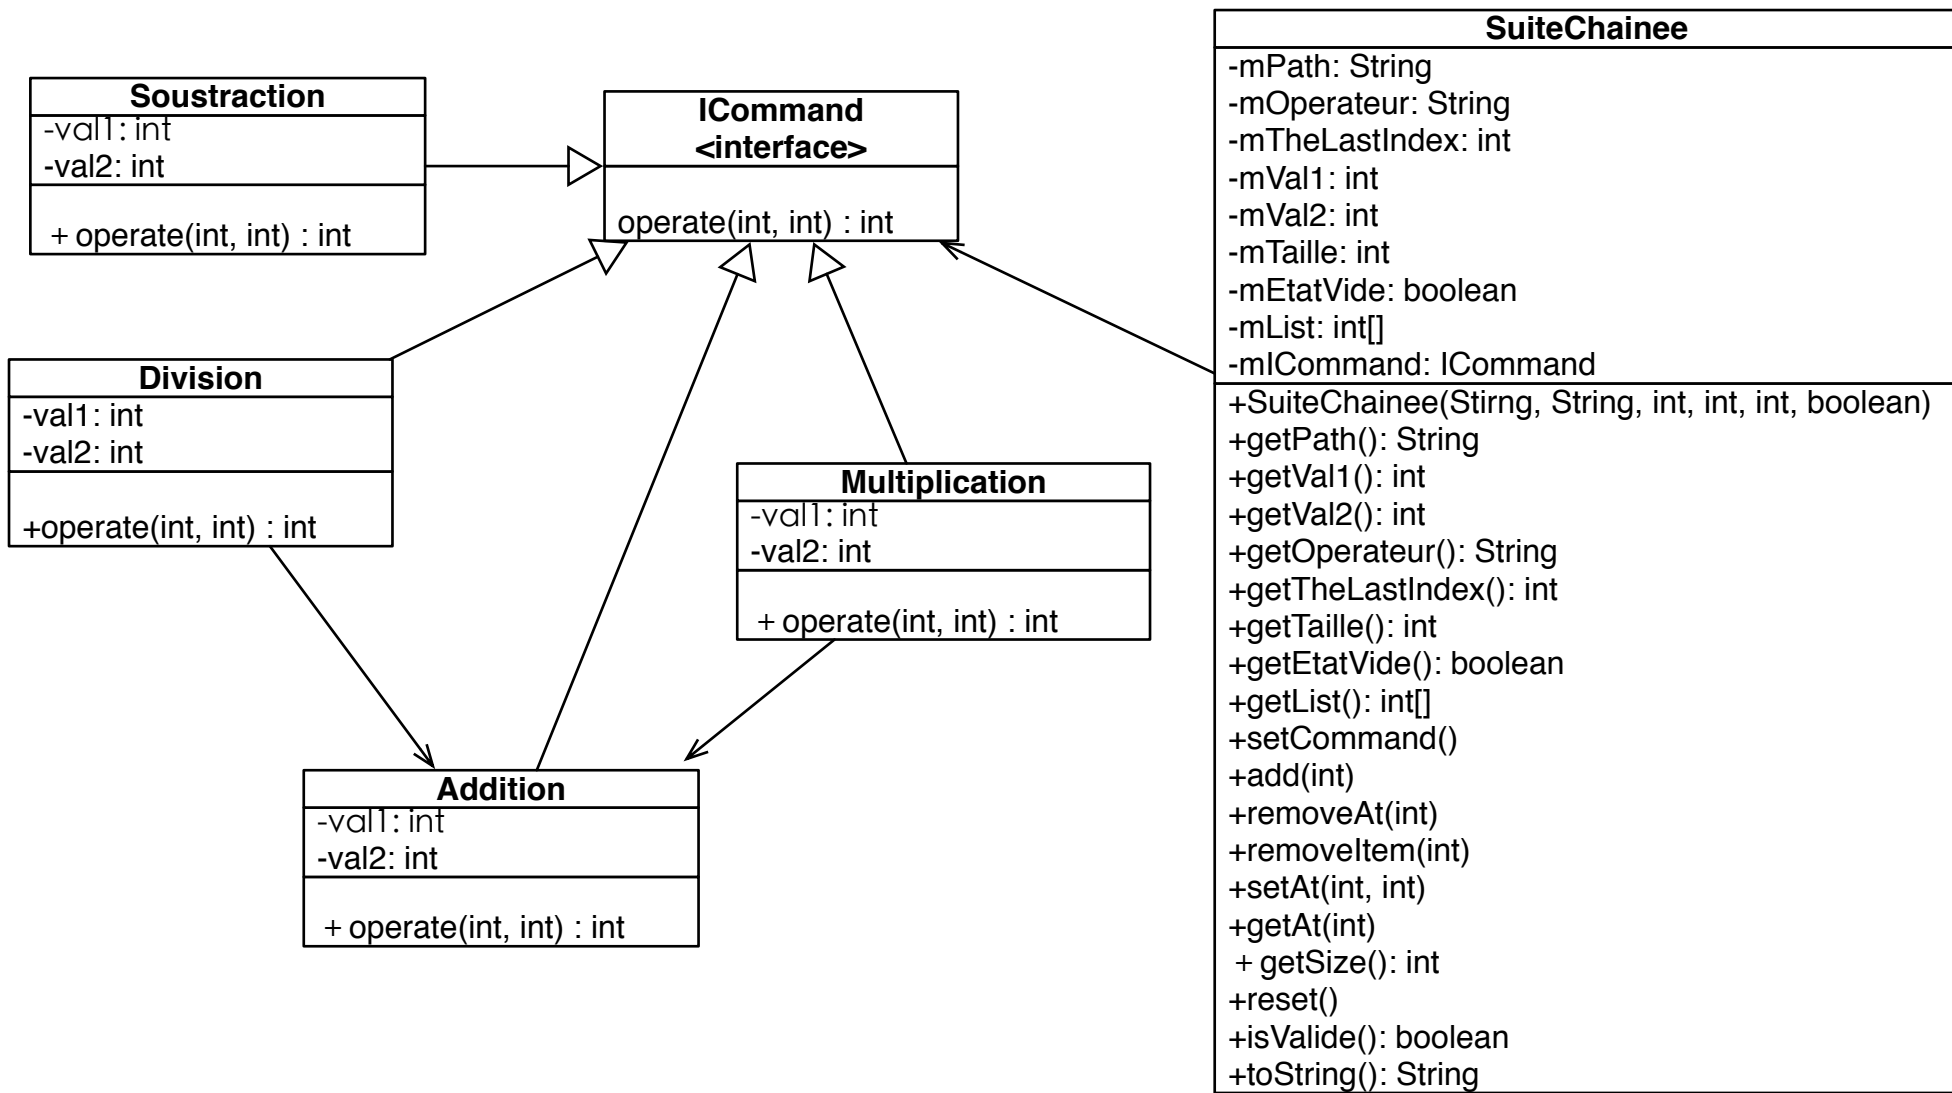 Soustraction
-val1: int
-val2: int
+ operate(int, int) : int
ICommand
<interface>
operate(int, int) : int
Division
-val1: int
-val2: int
+operate(int, int) : int
Multiplication
-val1: int
-val2: int
+ operate(int, int) : int
Addition
-val1: int
-val2: int
+ operate(int, int) : int
SuiteChainee
-mPath: String
-mOperateur: String
-mTheLastIndex: int
-mVal1: int
-mVal2: int
-mTaille: int
-mEtatVide: boolean
-mList: int[]
-mICommand: ICommand
+SuiteChainee(Stirng, String, int, int, int, boolean)
+getPath(): String
+getVal1(): int
+getVal2(): int
+getOperateur(): String
+getTheLastIndex(): int
+getTaille(): int
+getEtatVide(): boolean
+getList(): int[]
+setCommand()
+add(int)
+removeAt(int)
+removeItem(int)
+setAt(int, int)
+getAt(int)
+ getSize(): int
+reset()
+isValide(): boolean
+toString(): String